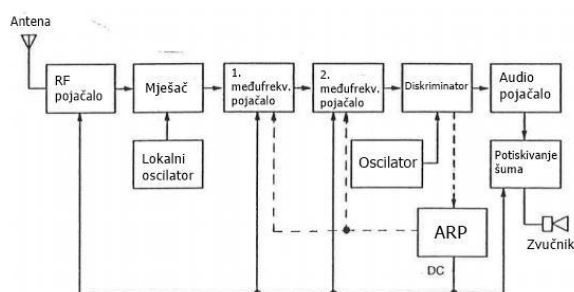 Antena
RF
pojačalo
Mješač
1.
međufrekv.
pojačalo
2.
međufrekv.
pojačalo
Diskriminator
Audio
pojačalo
Lokalni
oscilator
Oscilator
Potiskivanje
šuma
ARP
Zvučnik
DC